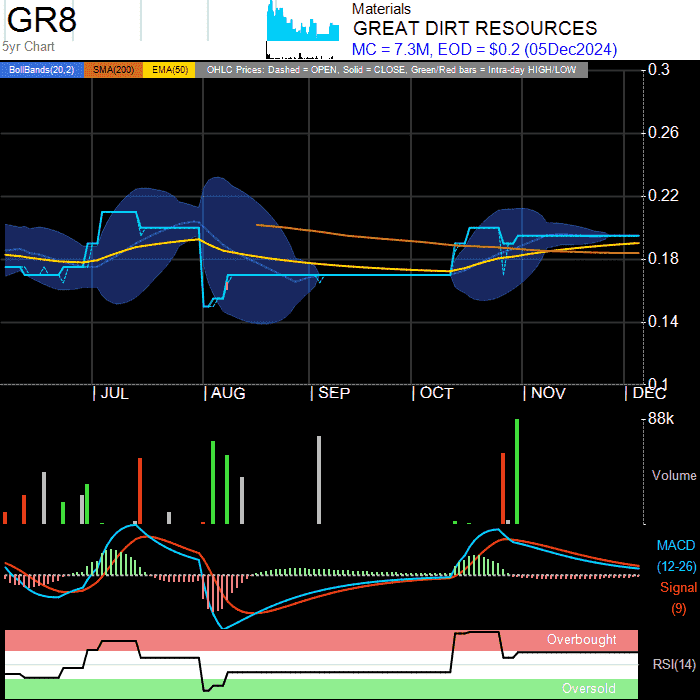 GR8
5yr Chart
Materials
GREAT DIRT RESOURCES
MC = 7.3M, EOD = $0.2 (05Dec2024)
BollBands(20,2) SMA(200) EMA(50) OHLC Prices: Dashed = OPEN, Solid = CLOSE, Green/Red bars = Intra-day HIGH/LOW
0.3
0.26
0.22
0.18
0.14
0.1
JUL AUG SEP OCT NOV DEC
88k
Volume
MACD
(12-26)
Signal
(9)
Overbought
RSI(14)
Oversold